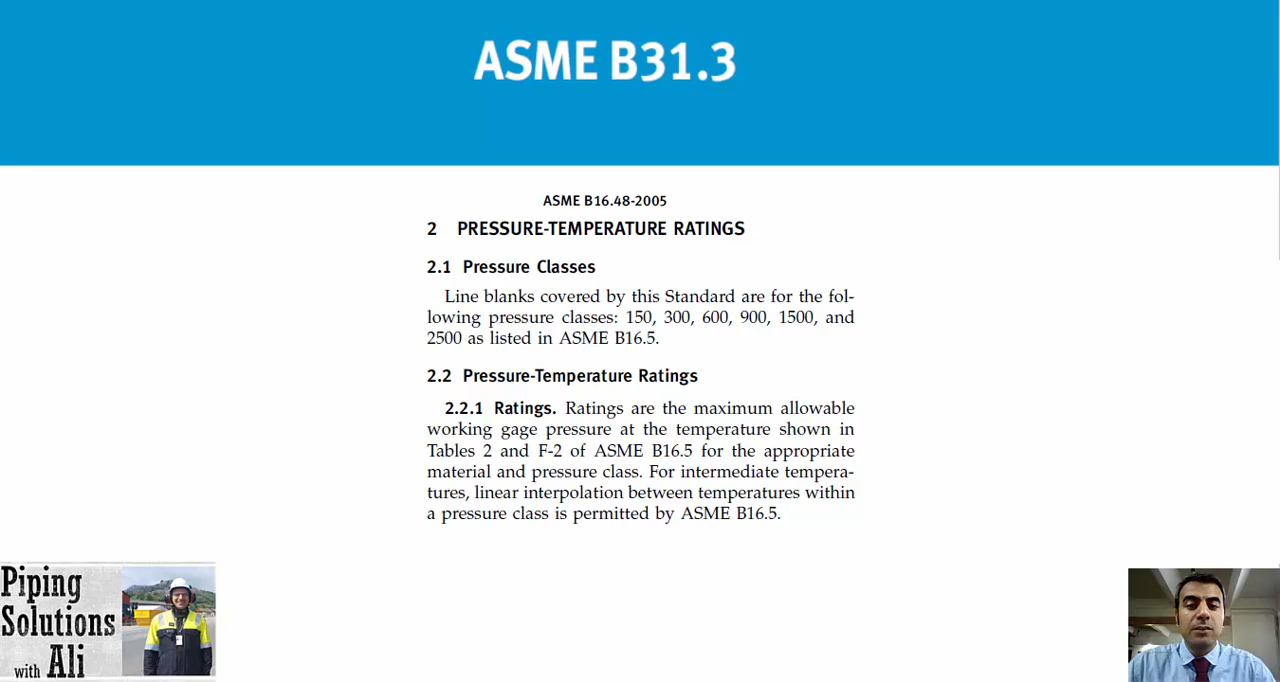 ASME B31.3
ASME B16.48-2005
2 PRESSURE-TEMPERATURE RATINGS
2.1 Pressure Classes
Line blanks covered by this Standard are for the fol-
lowing pressure classes: 150, 300, 600, 900, 1500, and
2500 as listed in ASME B16.5.
2.2 Pressure-Temperature Ratings
2.2.1 Ratings. Ratings are the maximum allowable
working gage pressure at the temperature shown in
Tables 2 and F-2 of ASME B16.5 for the appropriate
material and pressure class. For intermediate tempera-
tures, linear interpolation between temperatures within
a pressure class is permitted by ASME B16.5.
Piping
Solutions
with Ali